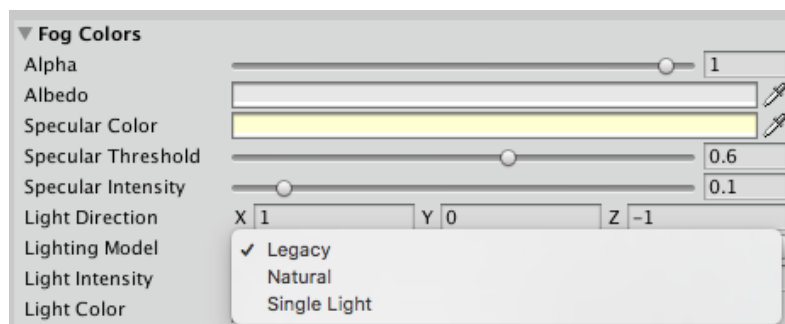 Fog Colors
Alpha 1
Albedo
Specular Color
Specular Threshold 0.6
Specular Intensity 0.1
Light Direction X 1 Y 0 Z -1
Lighting Model ✓ Legacy
Light Intensity Natural
Light Color Single Light